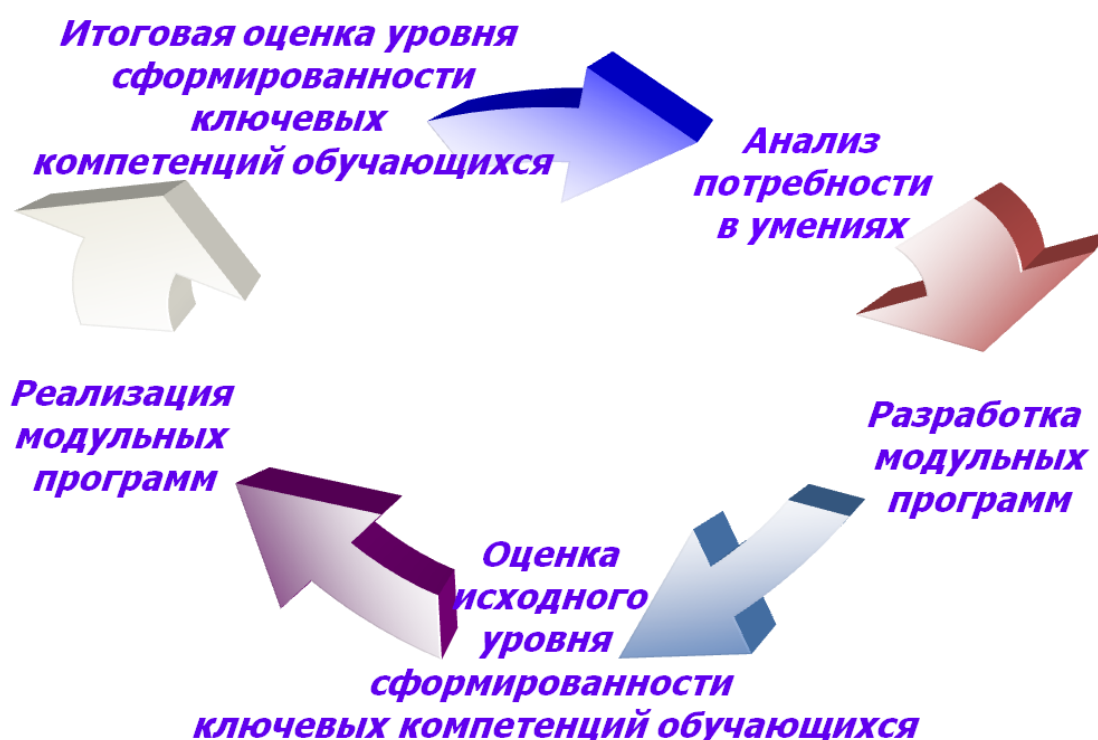 Итоговая оценка уровня
сформированности
ключевых
компетенций обучающихся
Анализ
потребности
в умениях
Разработка
модульных
программ
Оценка
исходного
уровня
сформированности
ключевых компетенций обучающихся
Реализация
модульных
программ